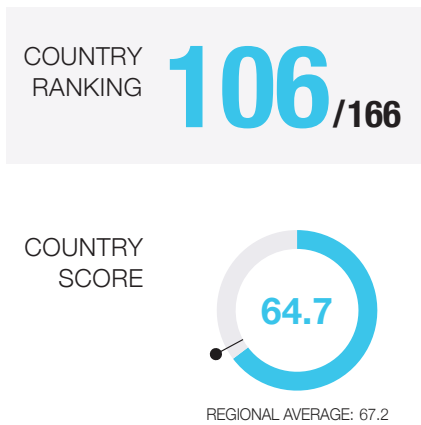 COUNTRY
RANKING
106/166
COUNTRY
SCORE
64.7
REGIONAL AVERAGE: 67.2